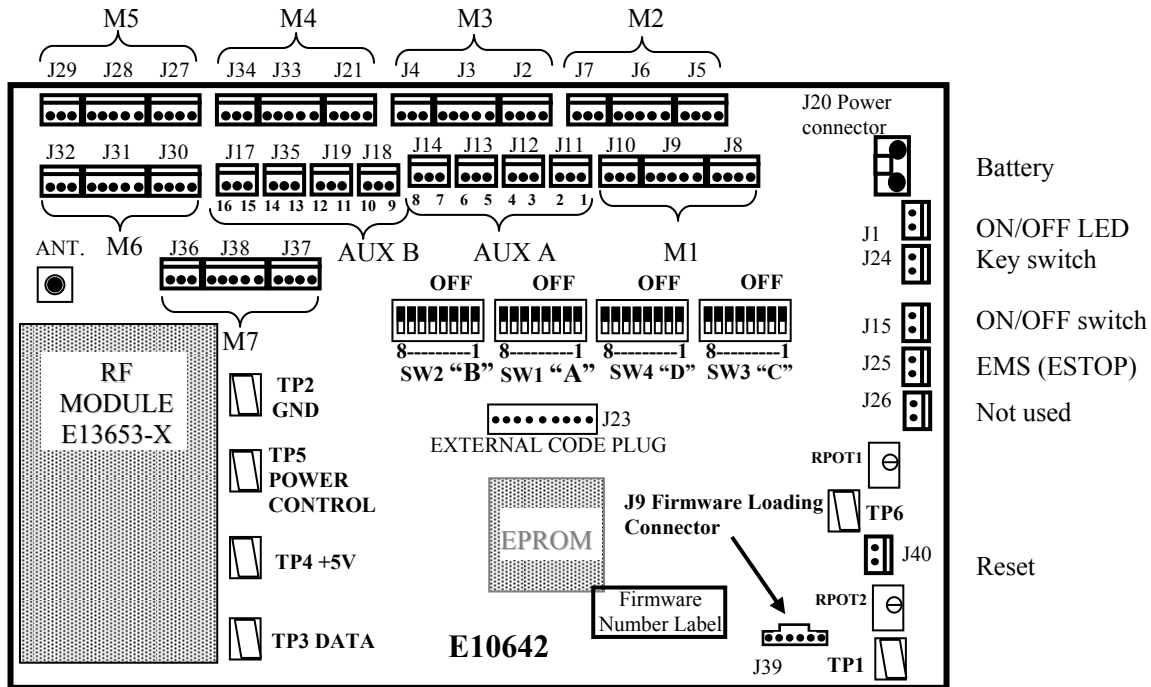 M5 M4 M3 M2
J29 J28 J27 J34 J33 J21 J4 J3 J2 J7 J6 J5
J20 Power
connector
J32 J31 J30 J17 J35 J19 J18 J14 J13 J12 J11 J10 J9 J8
Battery
16 15 14 13 12 11 10 9 8 7 6 5 4 3 2 1
J1 ON/OFF LED
ANT. M6 J36 J38 J37 AUX B AUX A M1
J24 Key switch
OFF OFF OFF OFF
J15 ON/OFF switch
M7
8---------1 8---------1 8---------1 8---------1
SW2 “B” SW1 “A” SW4 “D” SW3 “C”
J25 EMS (ESTOP)
RF
MODULE
E13653-X
TP2
GND
J26 Not used
J23
EXTERNAL CODE PLUG
TP5
POWER
CONTROL
RPOT1
J9 Firmware Loading
Connector
TP6
EPROM
TP4 +5V
J40 Reset
Firmware
Number Label
RPOT2
TP3 DATA
E10642
J39
TP1